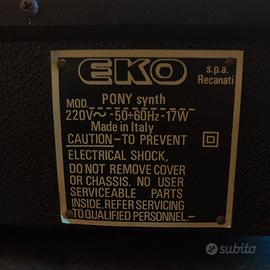 EKO
s.p.a.
Recanati
MOD. PONY synth
220V~-50÷60Hz-17W
Made in Italy
CAUTION-TO PREVENT
ELECTRICAL SHOCK,
DO NOT REMOVE COVER
OR CHASSIS. NO USER
SERVICEABLE PARTS
INSIDE. REFER SERVICING
TO QUALIFIED PERSONNEL-
subito